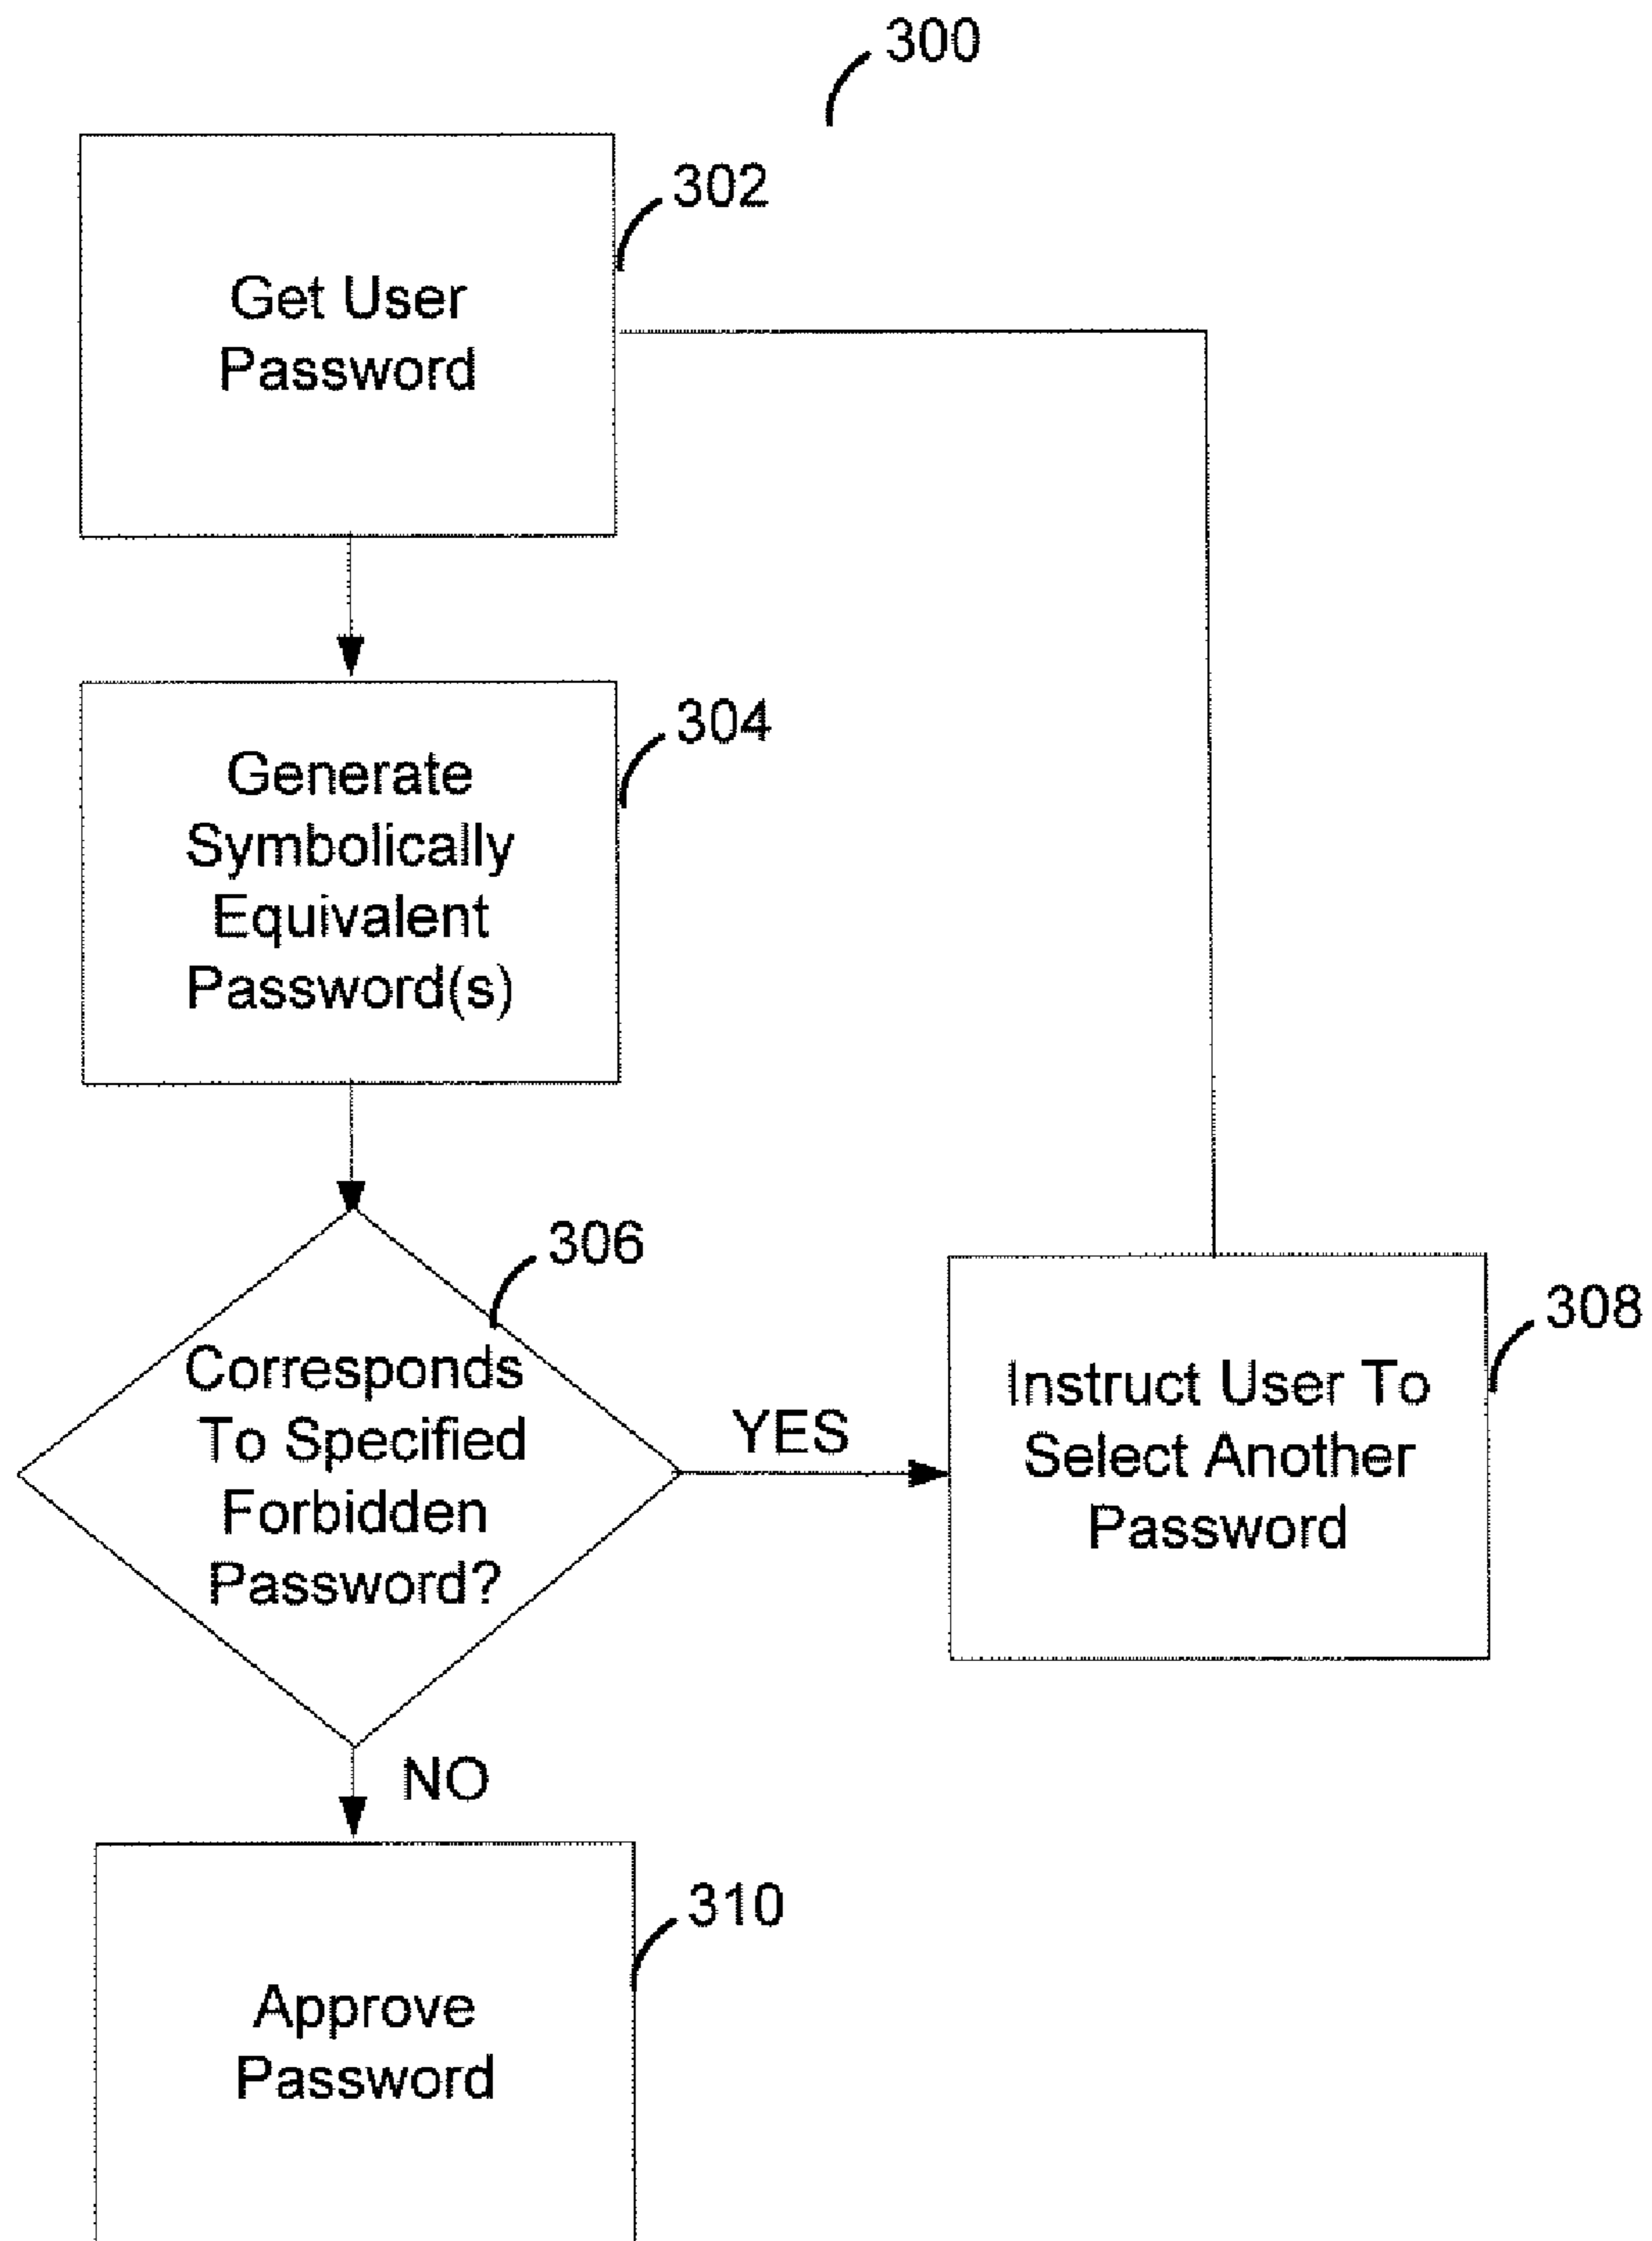 300
302
Get User
Password
304
Generate
Symbolically
Equivalent
Password(s)
306
Corresponds
To Specified
Forbidden
Password?
YES
308
Instruct User To
Select Another
Password
NO
310
Approve
Password